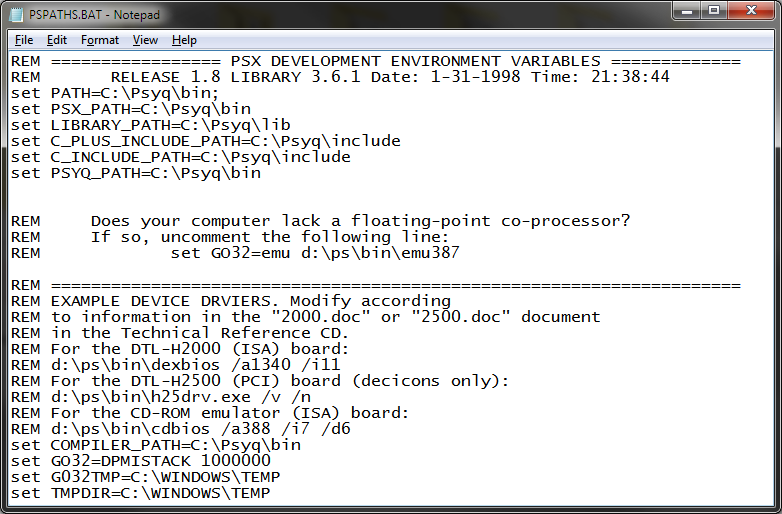 PSPATHS.BAT - Notepad
File Edit Format View Help
REM ================= PSX DEVELOPMENT ENVIRONMENT VARIABLES =============
REM       RELEASE 1.8 LIBRARY 3.6.1 Date: 1-31-1998 Time: 21:38:44
set PATH=C:\Psyq\bin;
set PSX_PATH=C:\Psyq\bin
set LIBRARY_PATH=C:\Psyq\lib
set C_PLUS_INCLUDE_PATH=C:\Psyq\include
set C_INCLUDE_PATH=C:\Psyq\include
set PSYQ_PATH=C:\Psyq\bin
REM     Does your computer lack a floating-point co-processor?
REM     If so, uncomment the following line:
REM             set GO32=emu d:\ps\bin\emu387
REM =====================================================================
REM EXAMPLE DEVICE DRVIERS. Modify according
REM to information in the "2000.doc" or "2500.doc" document
REM in the Technical Reference CD.
REM For the DTL-H2000 (ISA) board:
REM d:\ps\bin\dexbios /a1340 /i11
REM For the DTL-H2500 (PCI) board (decicons only):
REM d:\ps\bin\h25drv.exe /v /n
REM For the CD-ROM emulator (ISA) board:
REM d:\ps\bin\cdbios /a388 /i7 /d6
set COMPILER_PATH=C:\Psyq\bin
set GO32=DPMISTACK 1000000
set G032TMP=C:\WINDOWS\TEMP
set TMPDIR=C:\WINDOWS\TEMP